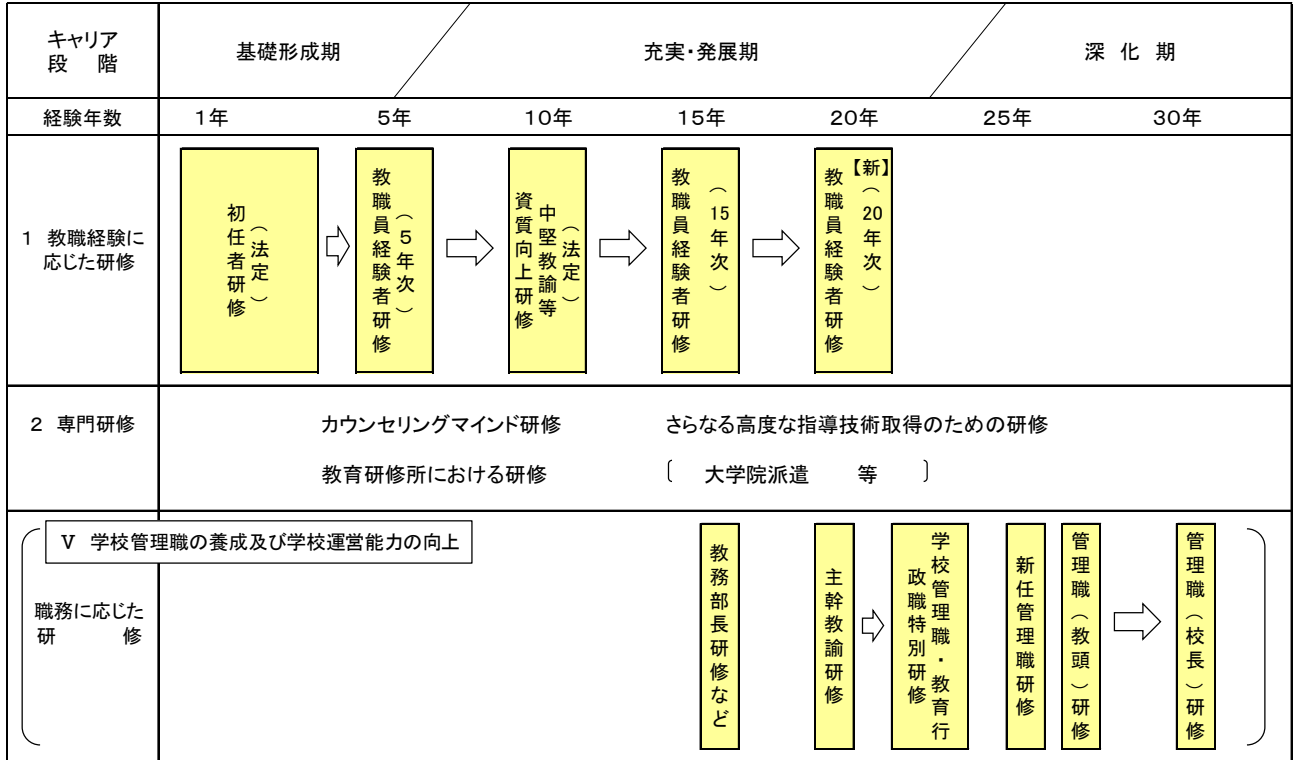 キャリア
段　階
基礎形成期
充実・発展期
深 化 期
経験年数
1年
5年
10年
15年
20年
25年
30年
1 教職経験に
応じた研修
初任者研修
（法定）
教職員経験者研修
（5年次）
中堅教諭等
資質向上研修
（法定）
教職員経験者研修
（15年次）
【新】
教職員経験者研修
（20年次）
2 専門研修
カウンセリングマインド研修
さらなる高度な指導技術取得のための研修
教育研修所における研修
〔 大学院派遣　等 〕
Ⅴ 学校管理職の養成及び学校運営能力の向上
職務に応じた
研　　修
教務部長研修など
主幹教諭研修
学校管理職・教育行
政職特別研修
新任管理職研修
管理職（教頭）研修
管理職（校長）研修